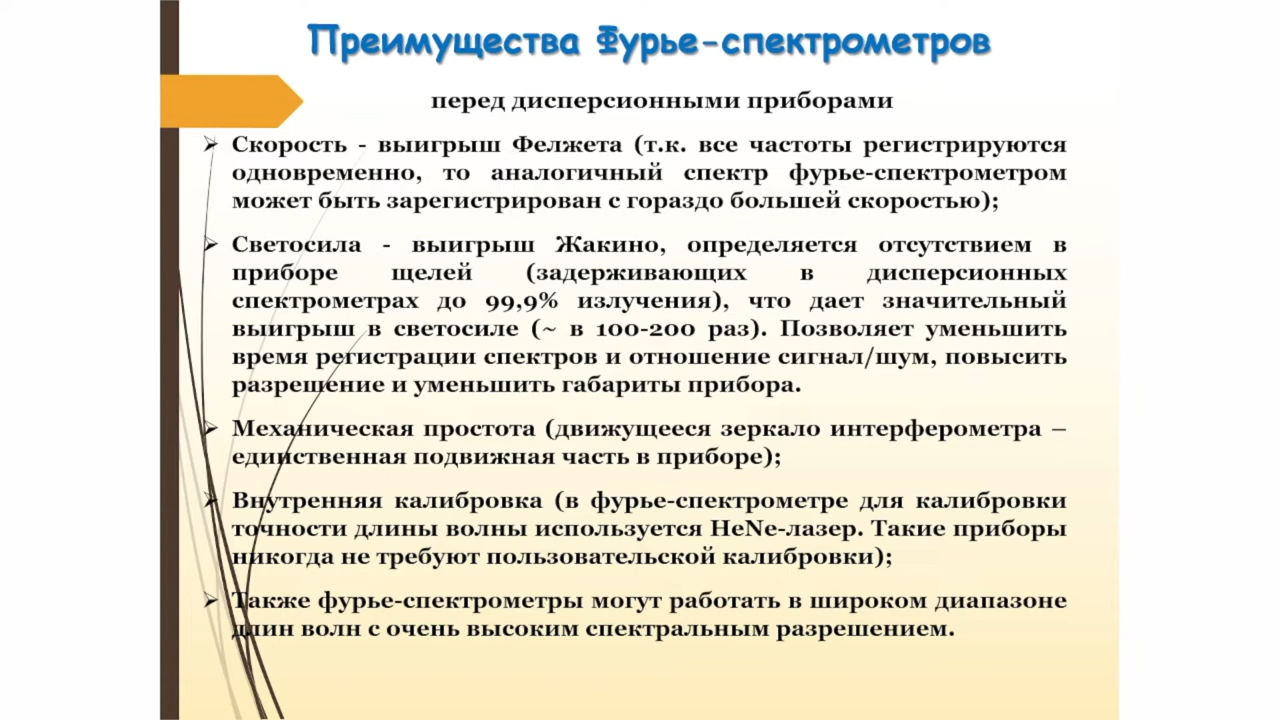 Преимущества Фурье-спектрометров
перед дисперсионными приборами
Скорость - выигрыш Фелжета (т.к. все частоты регистрируются
одновременно, то аналогичный спектр фурье-спектрометром
может быть зарегистрирован с гораздо большей скоростью);
Светосила - выигрыш Жакино, определяется отсутствием в
приборе щелей (задерживающих в дисперсионных
спектрометрах до 99,9% излучения), что дает значительный
выигрыш в светосиле (~ в 100-200 раз). Позволяет уменьшить
время регистрации спектров и отношение сигнал/шум, повысить
разрешение и уменьшить габариты прибора.
Механическая простота (движущееся зеркало интерферометра –
единственная подвижная часть в приборе);
Внутренняя калибровка (в фурье-спектрометре для калибровки
точности длины волны используется HeNe-лазер. Такие приборы
никогда не требуют пользовательской калибровки);
Также фурье-спектрометры могут работать в широком диапазоне
длин волн с очень высоким спектральным разрешением.